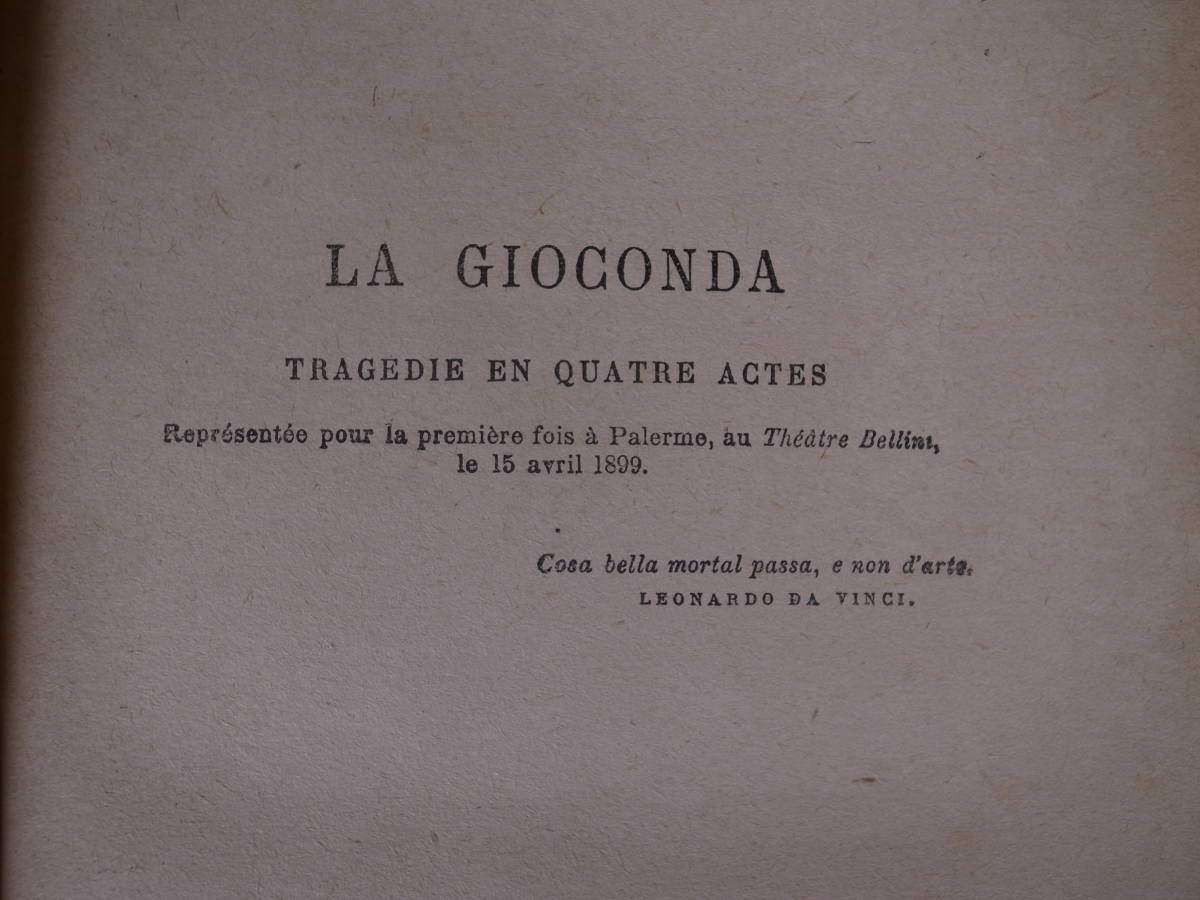 LA GIOCONDA
TRAGEDIE EN QUATRE ACTES
Représentée pour la première fois à Palerme, au Théâtre Bellini,
le 15 avril 1899.
Cosa bella mortal passa, e non d'arte.
LEONARDO DA VINCI.